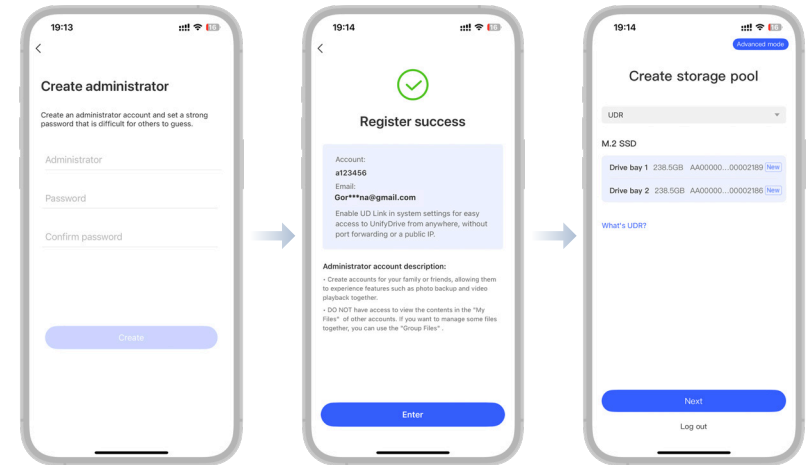 19:13
16
Create administrator
Create an administrator account and set a strong
password that is difficult for others to guess.
Administrator
Password
Confirm password
Create
19:14
16
Register success
Account:
a123456
Email:
Gor***na@gmail.com
Enable UD Link in system settings for easy
access to UnifyDrive from anywhere, without
port forwarding or a public IP.
Administrator account description:
• Create accounts for your family or friends, allowing them
to experience features such as photo backup and video
playback together.
• DO NOT have access to view the contents in the "My
Files" of other accounts. If you want to manage some files
together, you can use the "Group Files" .
Enter
19:14
16
Advanced mode
Create storage pool
UDR
M.2 SSD
Drive bay 1 238.5GB AA00000...00002189 New
Drive bay 2 238.5GB AA00000...00002186 New
What's UDR?
Next
Log out